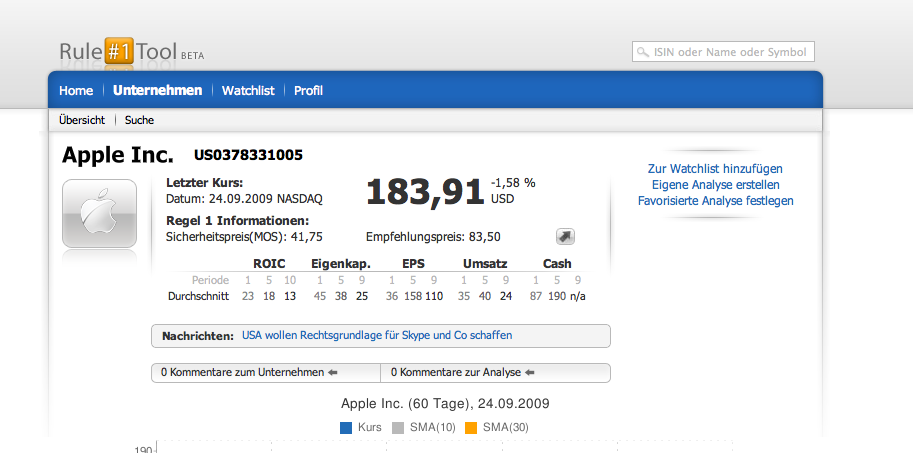 Rule #1 Tool BETA
ISIN oder Name oder Symbol
Home Unternehmen Watchlist Profil
Übersicht Suche
Apple Inc. US0378331005
Letzter Kurs:
Datum: 24.09.2009 NASDAQ
183,91 -1,58 %
USD
Regel 1 Informationen:
Sicherheitspreis(MOS): 41,75 Empfehlungspreis: 83,50
Zur Watchlist hinzufügen
Eigene Analyse erstellen
Favorisierte Analyse festlegen
ROIC Eigenkap. EPS Umsatz Cash
Periode 1 5 10 1 5 9 1 5 9 1 5 9 1 5 9
Durchschnitt 23 18 13 45 38 25 36 158 110 35 40 24 87 190 n/a
Nachrichten: USA wollen Rechtsgrundlage für Skype und Co schaffen
0 Kommentare zum Unternehmen 0 Kommentare zur Analyse
Apple Inc. (60 Tage), 24.09.2009
Kurs SMA(10) SMA(30)
190